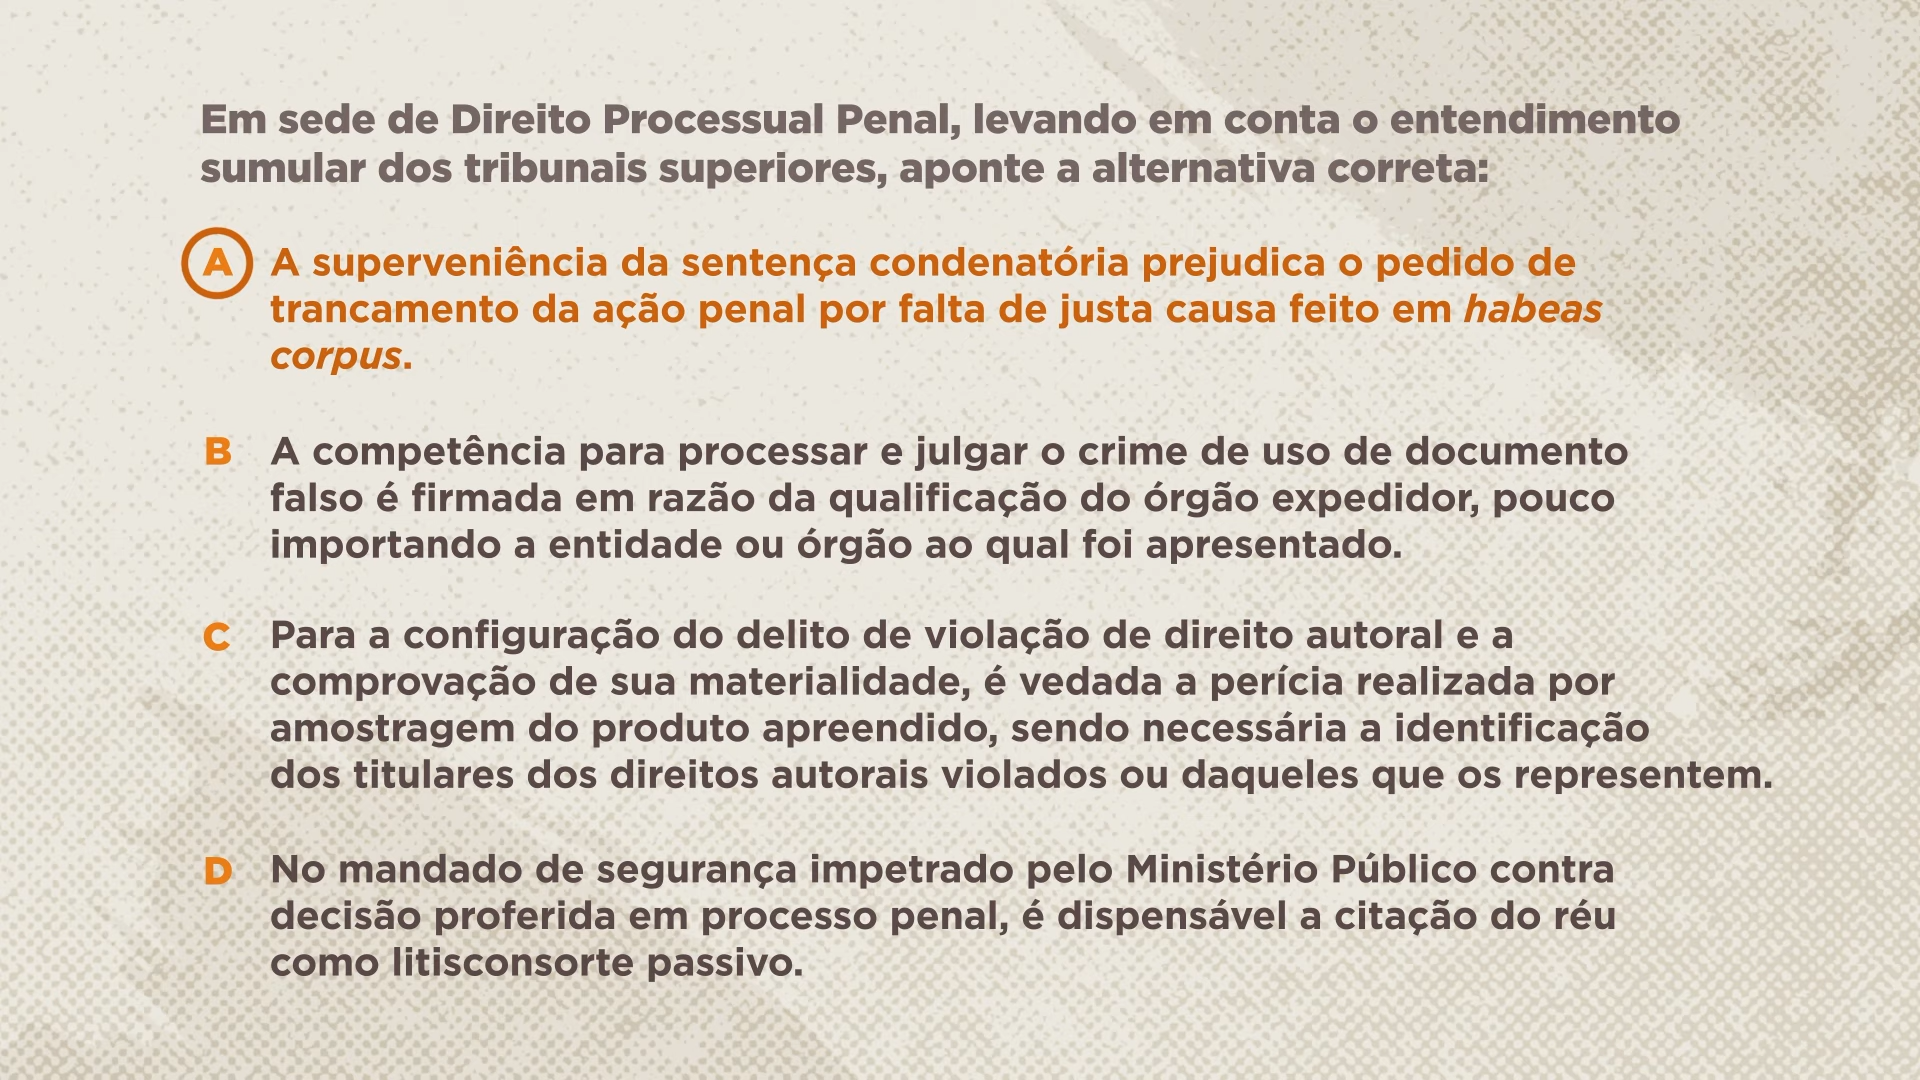 Em sede de Direito Processual Penal, levando em conta o entendimento
sumular dos tribunais superiores, aponte a alternativa correta:
A A superveniência da sentença condenatória prejudica o pedido de
trancamento da ação penal por falta de justa causa feito em habeas
corpus.
B A competência para processar e julgar o crime de uso de documento
falso é firmada em razão da qualificação do órgão expedidor, pouco
importando a entidade ou órgão ao qual foi apresentado.
C Para a configuração do delito de violação de direito autoral e a
comprovação de sua materialidade, é vedada a perícia realizada por
amostragem do produto apreendido, sendo necessária a identificação
dos titulares dos direitos autorais violados ou daqueles que os representem.
D No mandado de segurança impetrado pelo Ministério Público contra
decisão proferida em processo penal, é dispensável a citação do réu
como litisconsorte passivo.